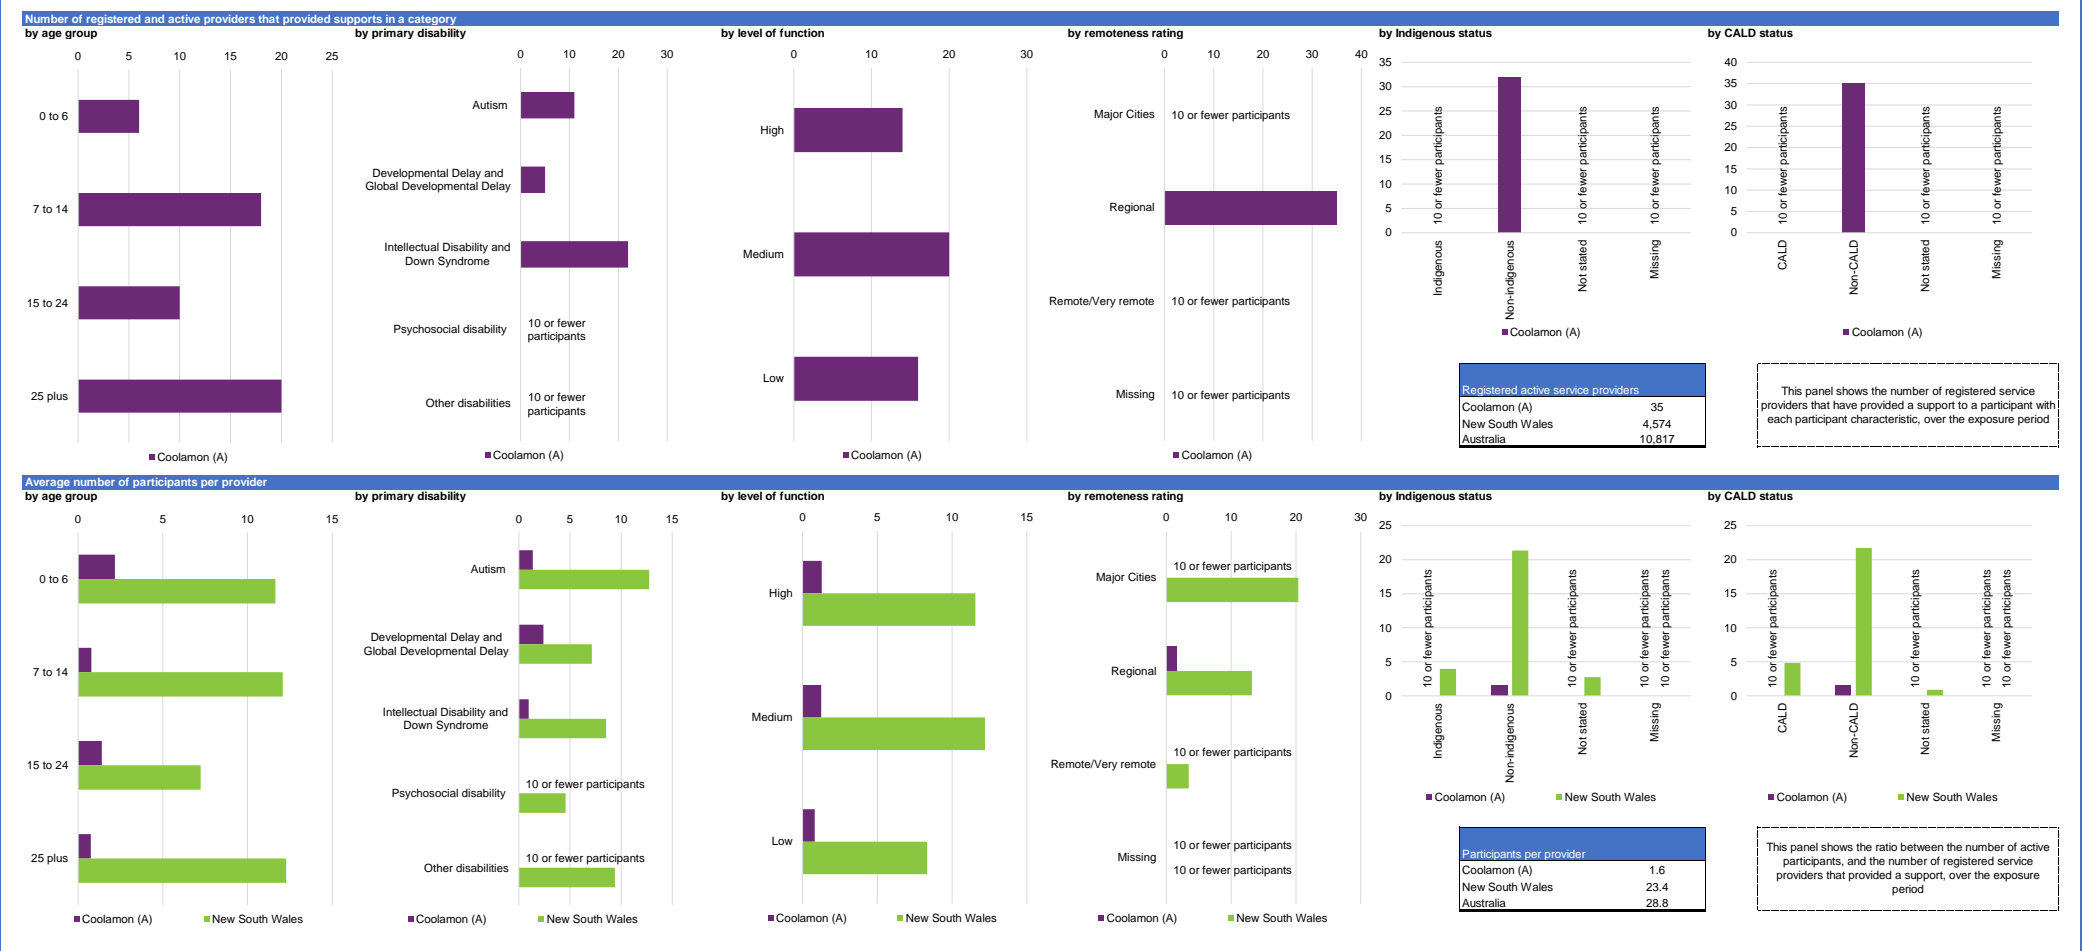 Number of registered and active providers that provided supports in a category
by age group
0 5 10 15 20 25
0 to 6
7 to 14
15 to 24
25 plus
Coolamon (A)
by primary disability
0 10 20 30
Autism
Developmental Delay and
Global Developmental Delay
Intellectual Disability and
Down Syndrome
Psychosocial disability
10 or fewer
participants
Other disabilities
10 or fewer
participants
Coolamon (A)
by level of function
0 10 20 30
High
Medium
Low
Coolamon (A)
by remoteness rating
0 10 20 30 40
Major Cities 10 or fewer participants
Regional
Remote/Very remote 10 or fewer participants
Missing 10 or fewer participants
Coolamon (A)
by Indigenous status
35
30
25
20
15
10
5
0
10 or fewer participants
10 or fewer participants
10 or fewer participants
Indigenous
Non-indigenous
Not stated
Missing
Coolamon (A)
by CALD status
40
35
30
25
20
15
10
5
0
10 or fewer participants
10 or fewer participants
10 or fewer participants
CALD
Non-CALD
Not stated
Missing
Coolamon (A)
Registered active service providers
Coolamon (A) 35
New South Wales 4,574
Australia 10,817
This panel shows the number of registered service
providers that have provided a support to a participant with
each participant characteristic, over the exposure period
Average number of participants per provider
by age group
0 5 10 15
0 to 6
7 to 14
15 to 24
25 plus
Coolamon (A) New South Wales
by primary disability
0 5 10 15
Autism
Developmental Delay and
Global Developmental Delay
Intellectual Disability and
Down Syndrome
10 or fewer participants
Psychosocial disability
10 or fewer participants
Other disabilities
Coolamon (A) New South Wales
by level of function
0 5 10 15
High
Medium
Low
Coolamon (A) New South Wales
by remoteness rating
0 10 20 30
10 or fewer participants
Major Cities
Regional
10 or fewer participants
Remote/Very remote
10 or fewer participants
Missing
10 or fewer participants
Coolamon (A) New South Wales
by Indigenous status
25
20
15
10
5
0
10 or fewer participants
10 or fewer participants
10 or fewer participants
10 or fewer participants
Indigenous
Non-indigenous
Not stated
Missing
Coolamon (A) New South Wales
by CALD status
25
20
15
10
5
0
10 or fewer participants
10 or fewer participants
10 or fewer participants
10 or fewer participants
CALD
Non-CALD
Not stated
Missing
Coolamon (A) New South Wales
Participants per provider
Coolamon (A) 1.6
New South Wales 23.4
Australia 28.8
This panel shows the ratio between the number of active
participants, and the number of registered service
providers that provided a support, over the exposure
period